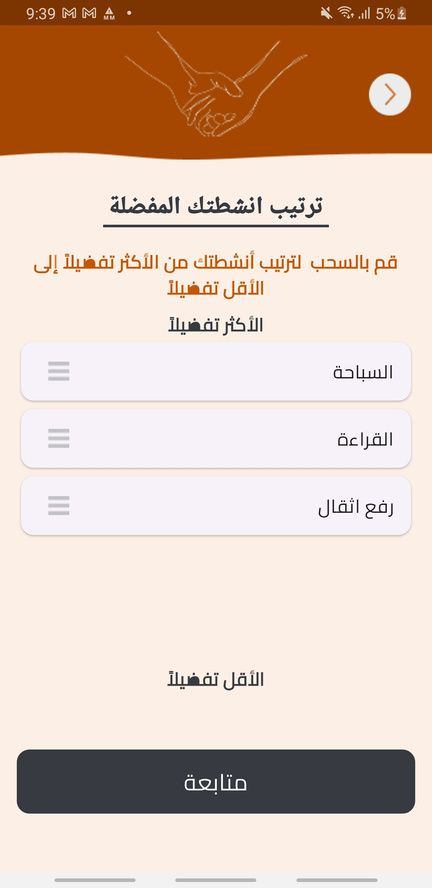 9:39
5%
ترتيب انشطتك المفضلة
قم بالسحب لترتيب أنشطتك من الأكثر تفضيلاً إلى
الأقل تفضيلاً
الأكثر تفضيلاً
السباحة
القراءة
رفع اثقال
الأقل تفضيلاً
متابعة